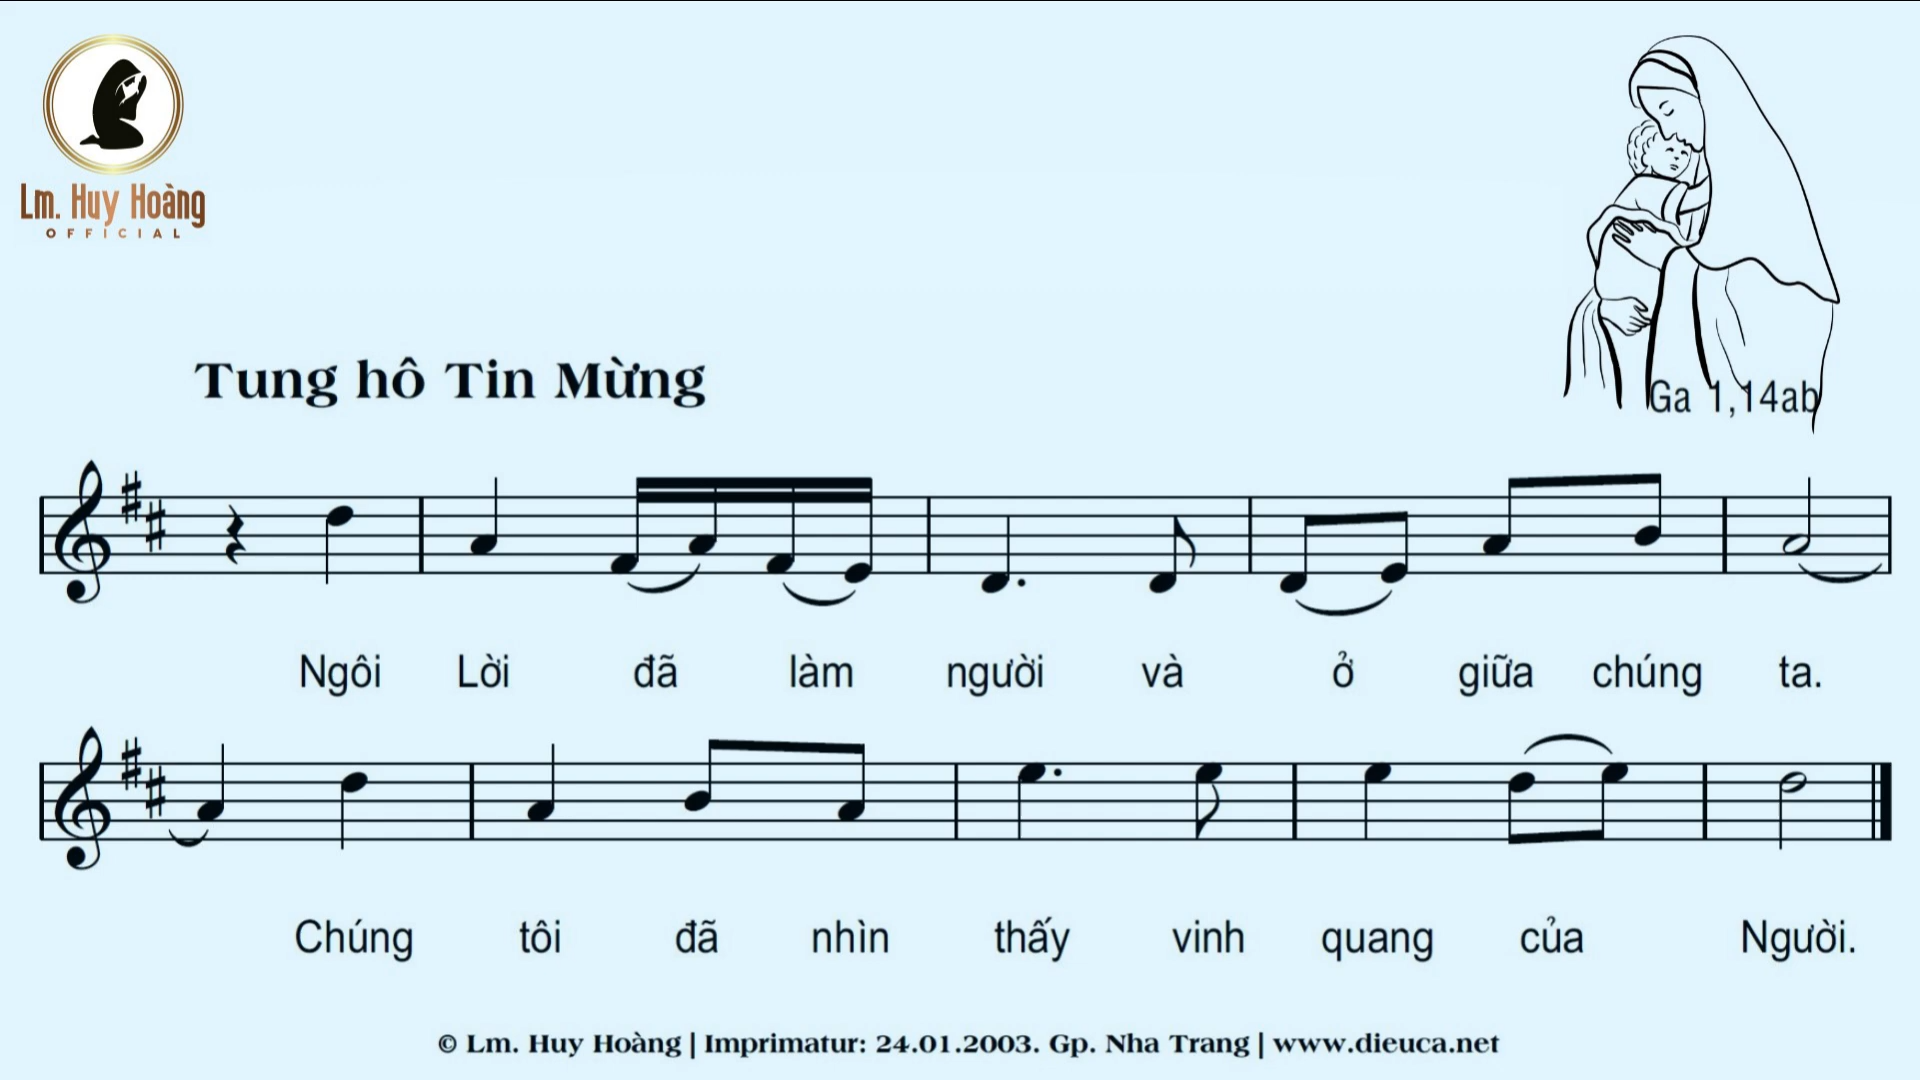 Lm. Huy Hoàng
OFFICIAL
Tung hô Tin Mừng
Ga 1,14ab
Ngôi Lời đã làm người và ở giữa chúng ta.
Chúng tôi đã nhìn thấy vinh quang của Người.
© Lm. Huy Hoàng | Imprimatur: 24.01.2003. Gp. Nha Trang | www.dieuca.net